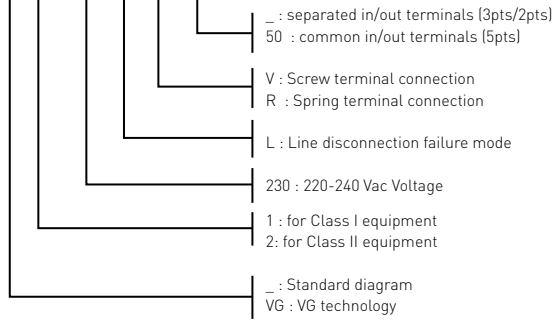 _ : separated in/out terminals (3pts/2pts)
50 : common in/out terminals (5pts)
V : Screw terminal connection
R : Spring terminal connection
L : Line disconnection failure mode
230 : 220-240 Vac Voltage
1 : for Class I equipment
2: for Class II equipment
_ : Standard diagram
VG : VG technology